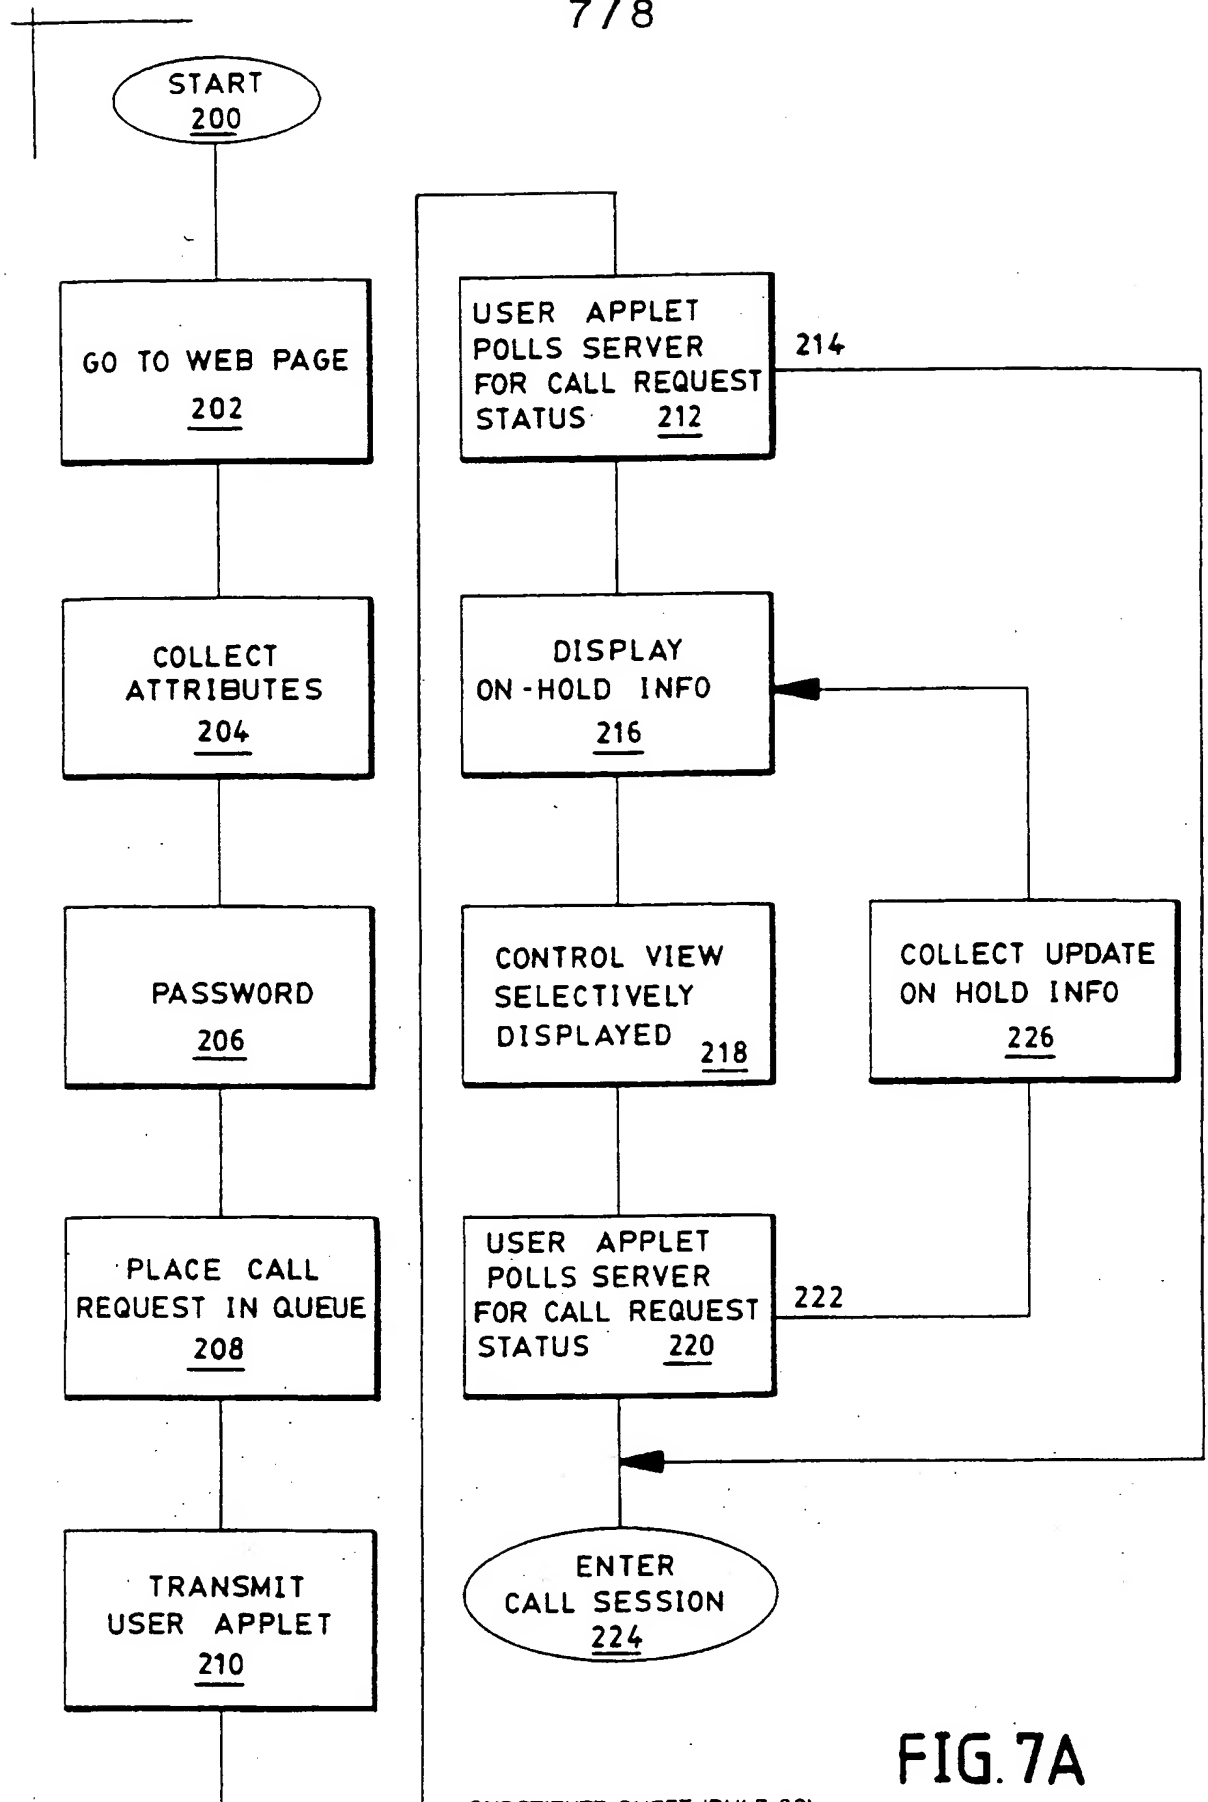 7/8
START
200
GO TO WEB PAGE
202
COLLECT
ATTRIBUTES
204
PASSWORD
206
PLACE CALL
REQUEST IN QUEUE
208
TRANSMIT
USER APPLET
210
USER APPLET
POLLS SERVER
FOR CALL REQUEST
STATUS 212
214
DISPLAY
ON-HOLD INFO
216
CONTROL VIEW
SELECTIVELY
DISPLAYED 218
USER APPLET
POLLS SERVER
FOR CALL REQUEST
STATUS 220
222
COLLECT UPDATE
ON HOLD INFO
226
ENTER
CALL SESSION
224
FIG. 7A